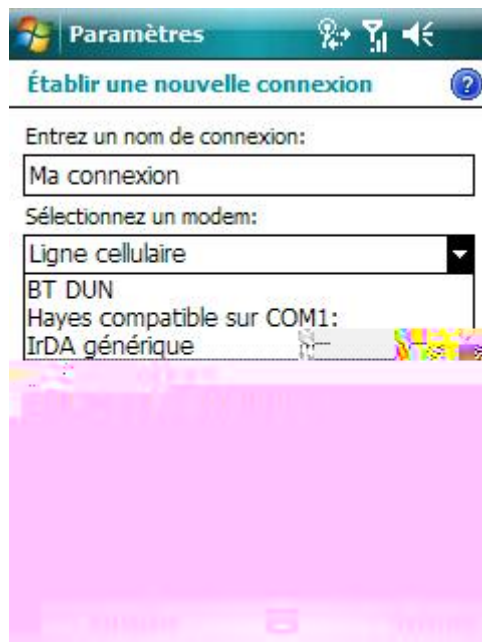 Paramètres
Établir une nouvelle connexion
Entrez un nom de connexion:
Ma connexion
Sélectionnez un modem:
Ligne cellulaire
BT DUN
Hayes compatible sur COM1:
IrDA générique